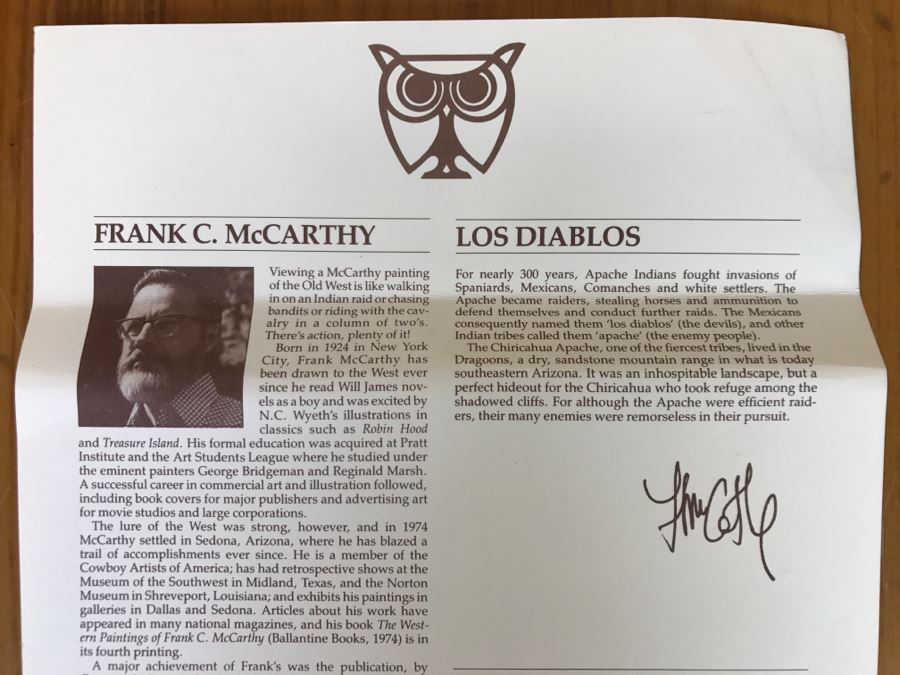 FRANK C. McCARTHY
Viewing a McCarthy painting
of the Old West is like walking
in on an Indian raid or chasing
bandits or riding with the cav-
alry in a column of two's.
There's action, plenty of it!
Born in 1924 in New York
City, Frank McCarthy has
been drawn to the West ever
since he read Will James nov-
els as a boy and was excited by
N.C. Wyeth's illustrations in
classics such as Robin Hood
and Treasure Island. His formal education was acquired at Pratt
Institute and the Art Students League where he studied under
the eminent painters George Bridgeman and Reginald Marsh.
A successful career in commercial art and illustration followed,
including book covers for major publishers and advertising art
for movie studios and large corporations.
The lure of the West was strong, however, and in 1974
McCarthy settled in Sedona, Arizona, where he has blazed a
trail of accomplishments ever since. He is a member of the
Cowboy Artists of America; has had retrospective shows at the
Museum of the Southwest in Midland, Texas, and the Norton
Museum in Shreveport, Louisiana; and exhibits his paintings in
galleries in Dallas and Sedona. Articles about his work have
appeared in many national magazines, and his book The West-
ern Paintings of Frank C. McCarthy (Ballantine Books, 1974) is in
its fourth printing.
A major achievement of Frank's was the publication, by
LOS DIABLOS
For nearly 300 years, Apache Indians fought invasions of
Spaniards, Mexicans, Comanches and white settlers. The
Apache became raiders, stealing horses and ammunition to
defend themselves and conduct further raids. The Mexicans
consequently named them 'los diablos' (the devils), and other
Indian tribes called them 'apache' (the enemy people).
The Chiricahua Apache, one of the fiercest tribes, lived in the
Dragoons, a dry, sandstone mountain range in what is today
southeastern Arizona. It was an inhospitable landscape, but a
perfect hideout for the Chiricahua who took refuge among the
shadowed cliffs. For although the Apache were efficient raid-
ers, their many enemies were remorseless in their pursuit.